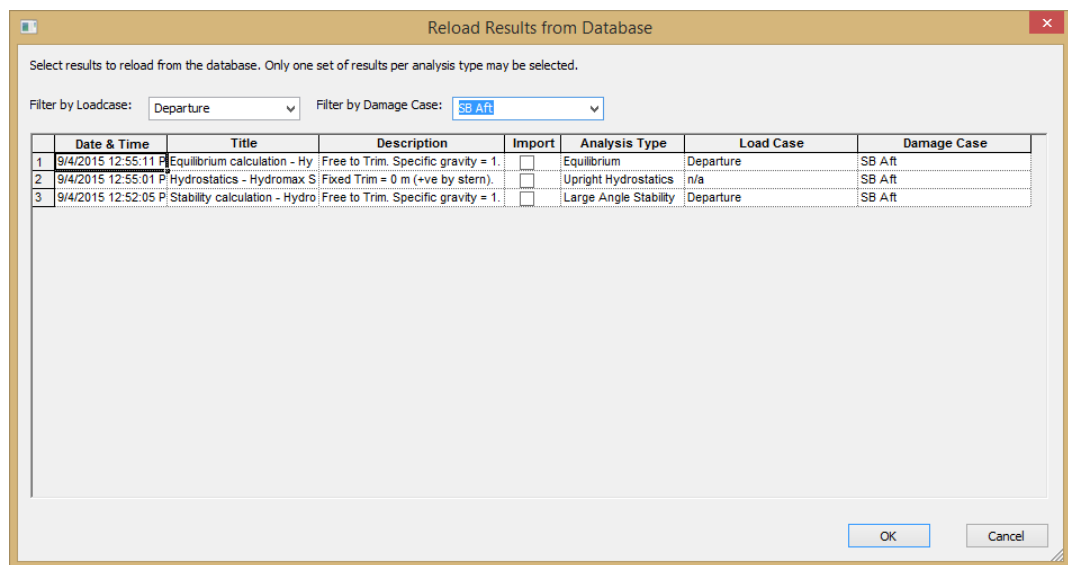 Reload Results from Database
Select results to reload from the database. Only one set of results per analysis type may be selected.
Filter by Loadcase: Departure Filter by Damage Case: SB Aft
Date & Time Title Description Import Analysis Type Load Case Damage Case
1 9/4/2015 12:55:11 P Equilibrium calculation - Hy Free to Trim. Specific gravity = 1. Equilibrium Departure SB Aft
2 9/4/2015 12:55:01 P Hydrostatics - Hydromax S Fixed Trim = 0 m (+ve by stern). Upright Hydrostatics n/a SB Aft
3 9/4/2015 12:52:05 P Stability calculation - Hydro Free to Trim. Specific gravity = 1. Large Angle Stability Departure SB Aft
OK Cancel